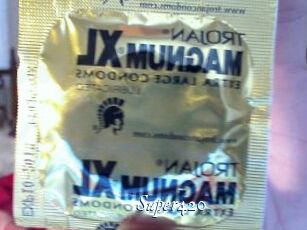 www.trojancondoms.com
TROJAN®
MAGNUM® XL
EXTRA LARGE CONDOMS
LUBRICATED
www.trojancondoms.com
TROJAN®
MAGNUM XL
EXTRA LARGE CONDOMS
Super420